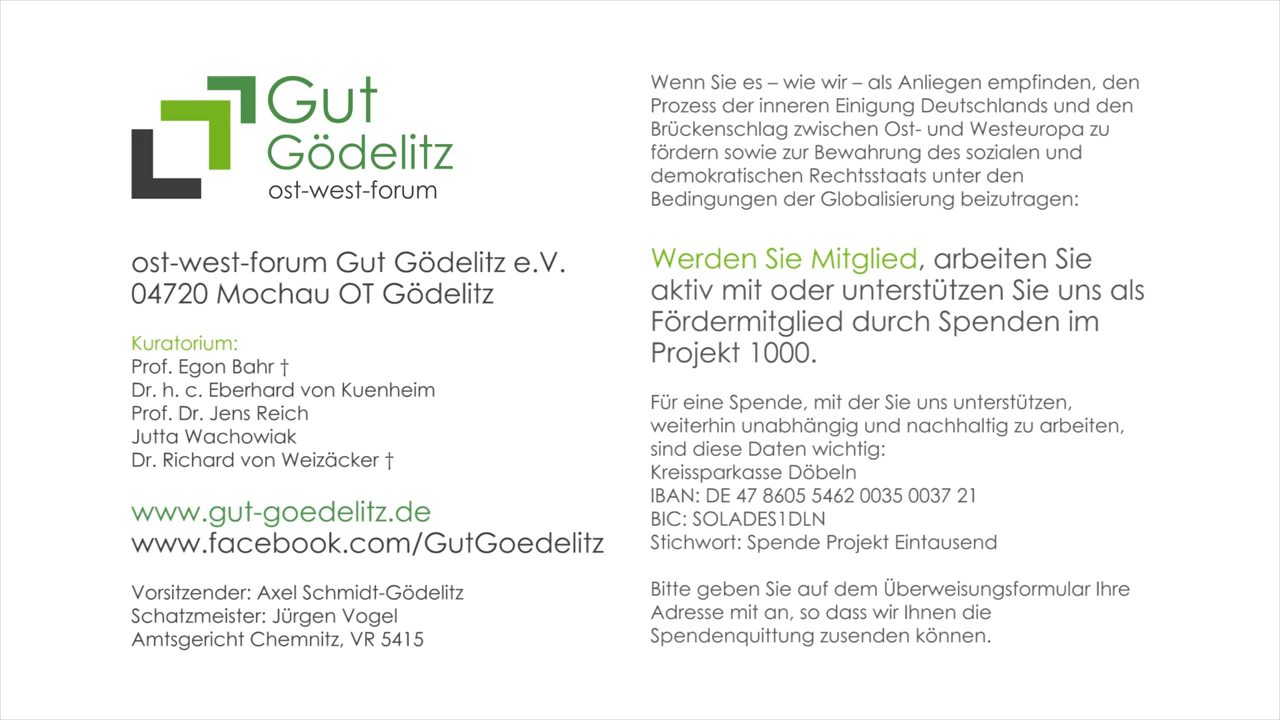 Gut
Gödelitz
ost-west-forum
ost-west-forum Gut Gödelitz e.V.
04720 Mochau OT Gödelitz
Kuratorium:
Prof. Egon Bahr †
Dr. h. c. Eberhard von Kuenheim
Prof. Dr. Jens Reich
Jutta Wachowiak
Dr. Richard von Weizäcker †
www.gut-goedelitz.de
www.facebook.com/GutGoedelitz
Vorsitzender: Axel Schmidt-Gödelitz
Schatzmeister: Jürgen Vogel
Amtsgericht Chemnitz, VR 5415
Wenn Sie es – wie wir – als Anliegen empfinden, den
Prozess der inneren Einigung Deutschlands und den
Brückenschlag zwischen Ost- und Westeuropa zu
fördern sowie zur Bewahrung des sozialen und
demokratischen Rechtsstaats unter den
Bedingungen der Globalisierung beizutragen:
Werden Sie Mitglied, arbeiten Sie
aktiv mit oder unterstützen Sie uns als
Fördermitglied durch Spenden im
Projekt 1000.
Für eine Spende, mit der Sie uns unterstützen,
weiterhin unabhängig und nachhaltig zu arbeiten,
sind diese Daten wichtig:
Kreissparkasse Döbeln
IBAN: DE 47 8605 5462 0035 0037 21
BIC: SOLADES1DLN
Stichwort: Spende Projekt Eintausend
Bitte geben Sie auf dem Überweisungsformular Ihre
Adresse mit an, so dass wir Ihnen die
Spendenquittung zusenden können.